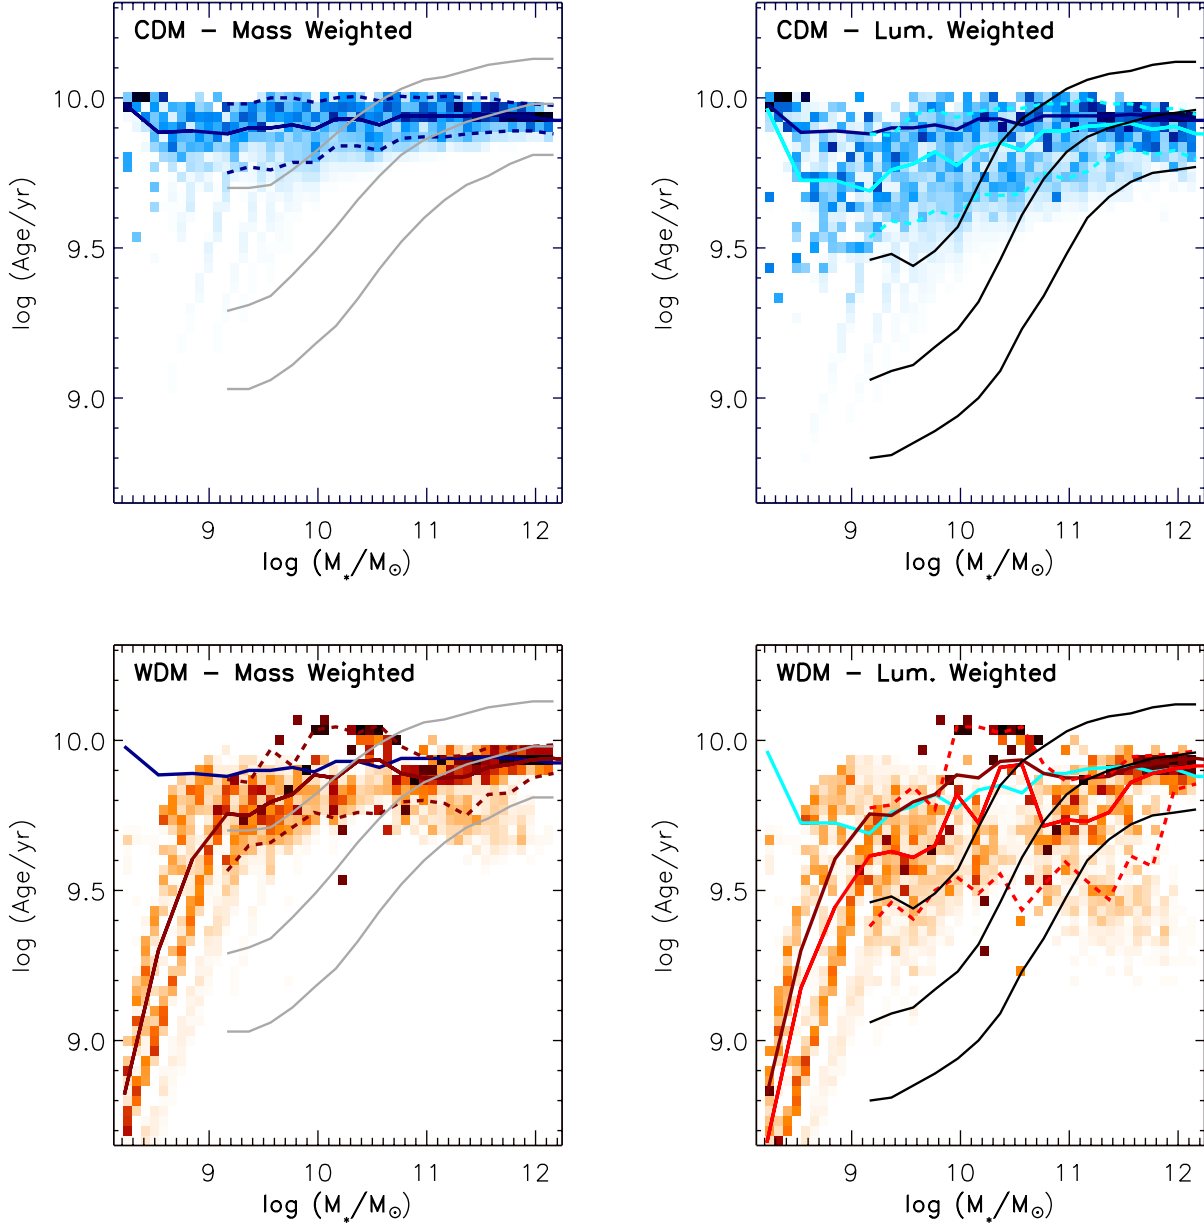 CDM – Mass Weighted
10.0
9.5
9.0
log (Age/yr)
9 10 11 12
log (M*/M⊙)
CDM – Lum. Weighted
10.0
9.5
9.0
log (Age/yr)
9 10 11 12
log (M*/M⊙)
WDM – Mass Weighted
10.0
9.5
9.0
log (Age/yr)
9 10 11 12
log (M*/M⊙)
WDM – Lum. Weighted
10.0
9.5
9.0
log (Age/yr)
9 10 11 12
log (M*/M⊙)